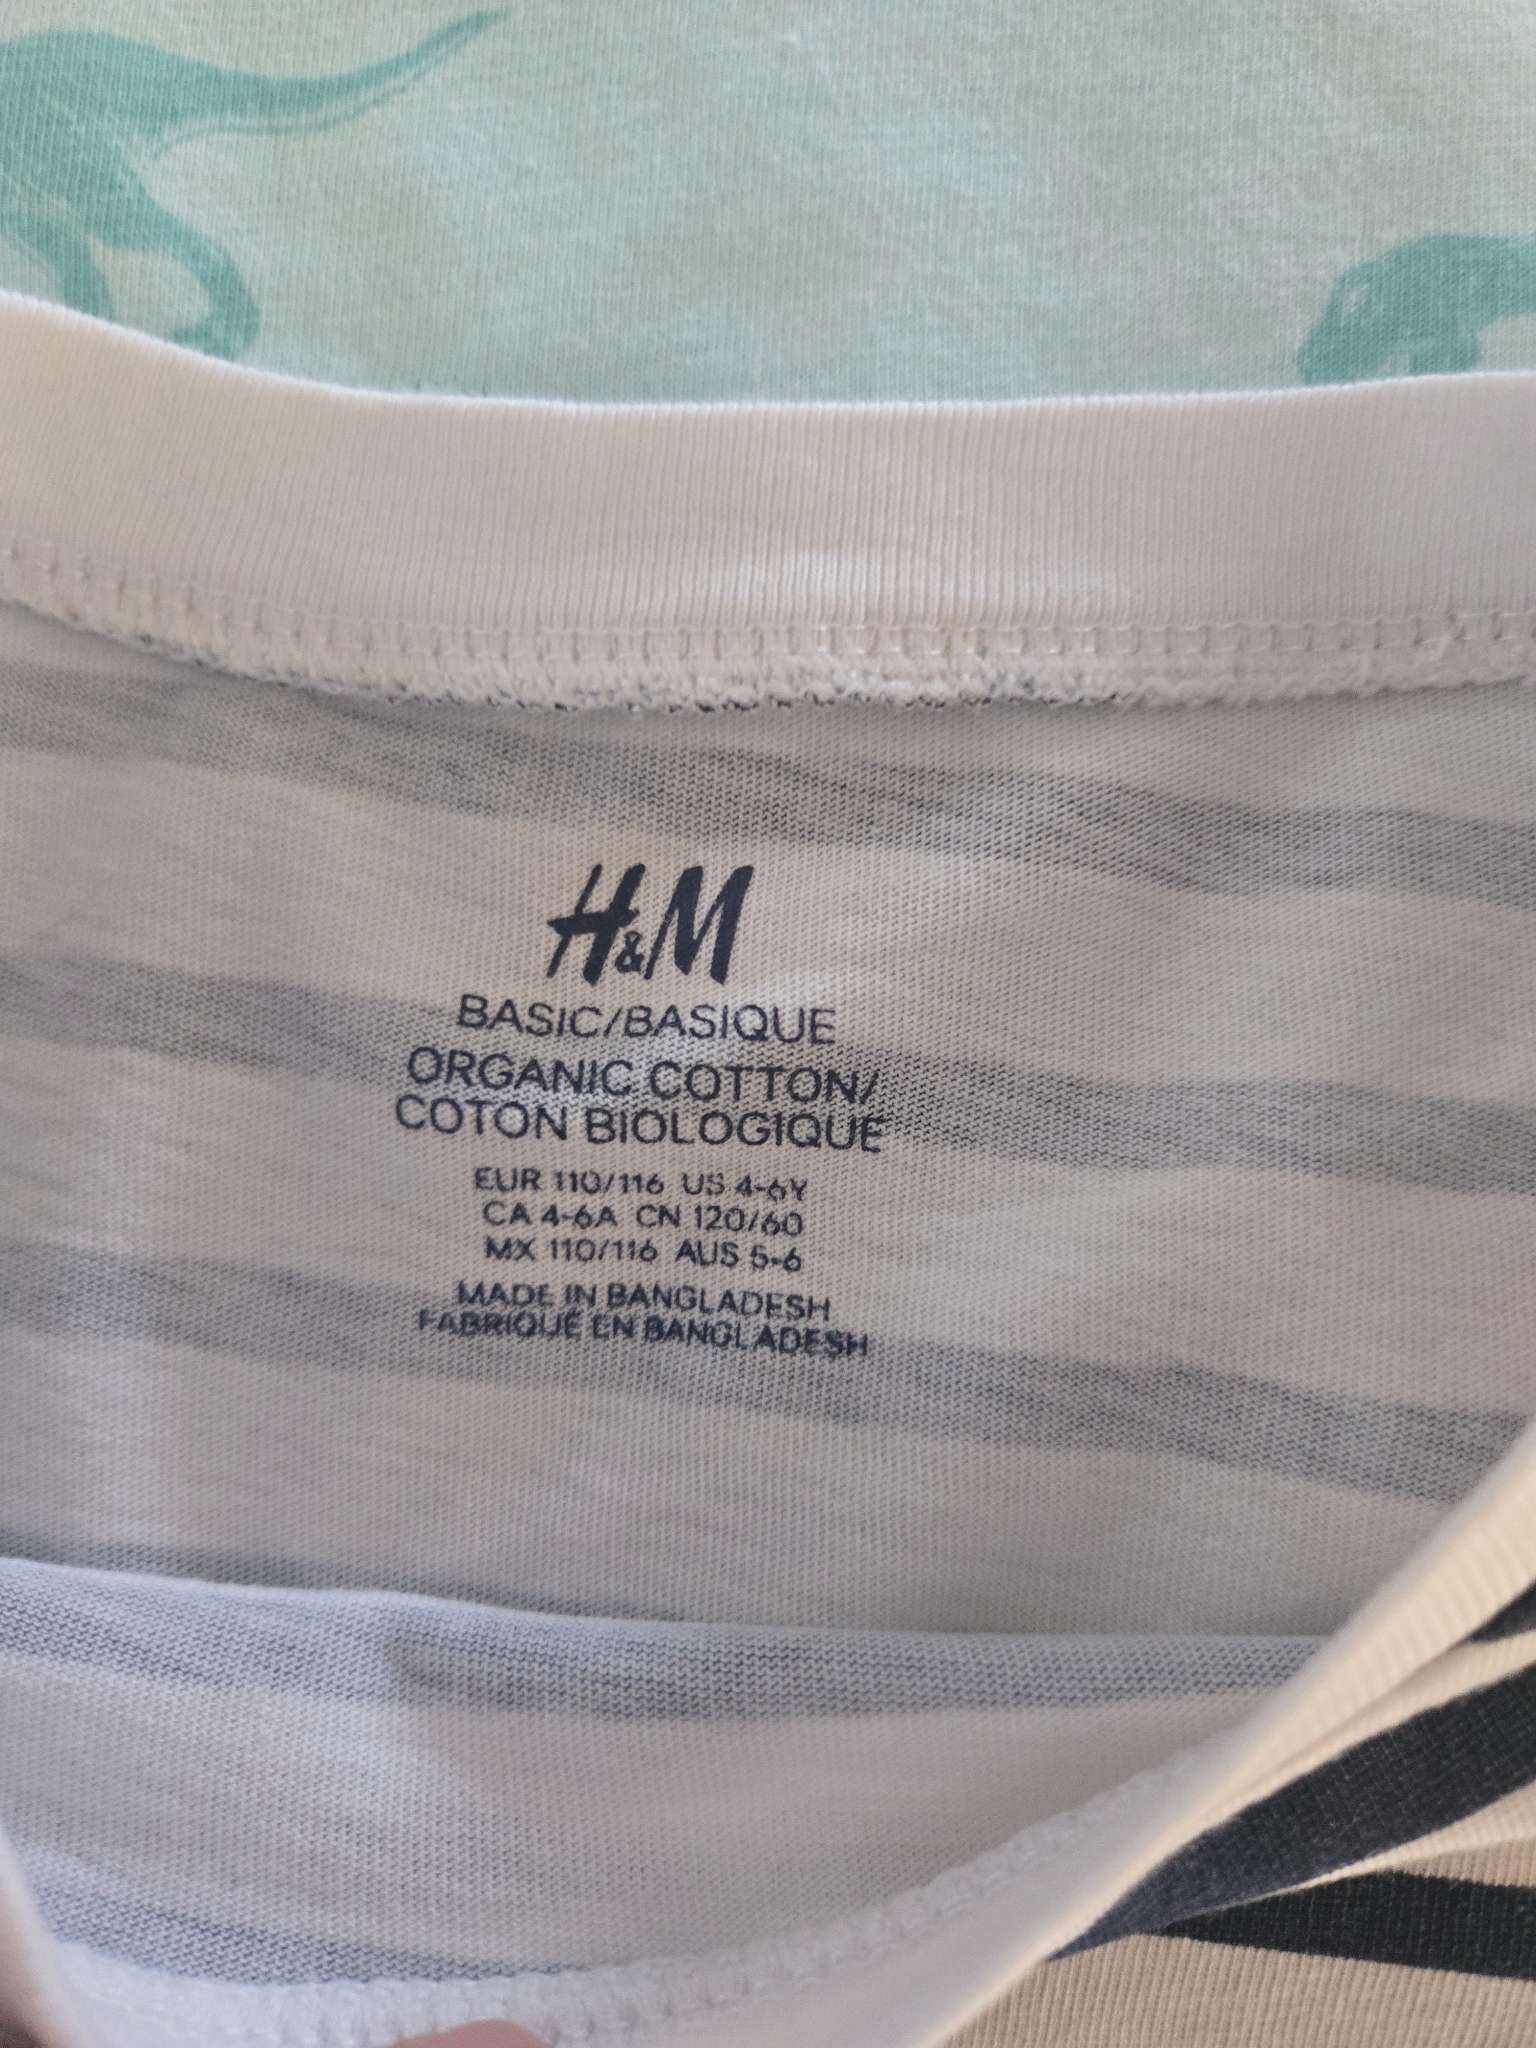 H&M
BASIC/BASIQUE
ORGANIC COTTON/
COTON BIOLOGIQUE
EUR 110/116 US 4-6Y
CA 4-6A CN 120/60
MX 110/116 AUS 5-6
MADE IN BANGLADESH
FABRIQUÉ EN BANGLADESH